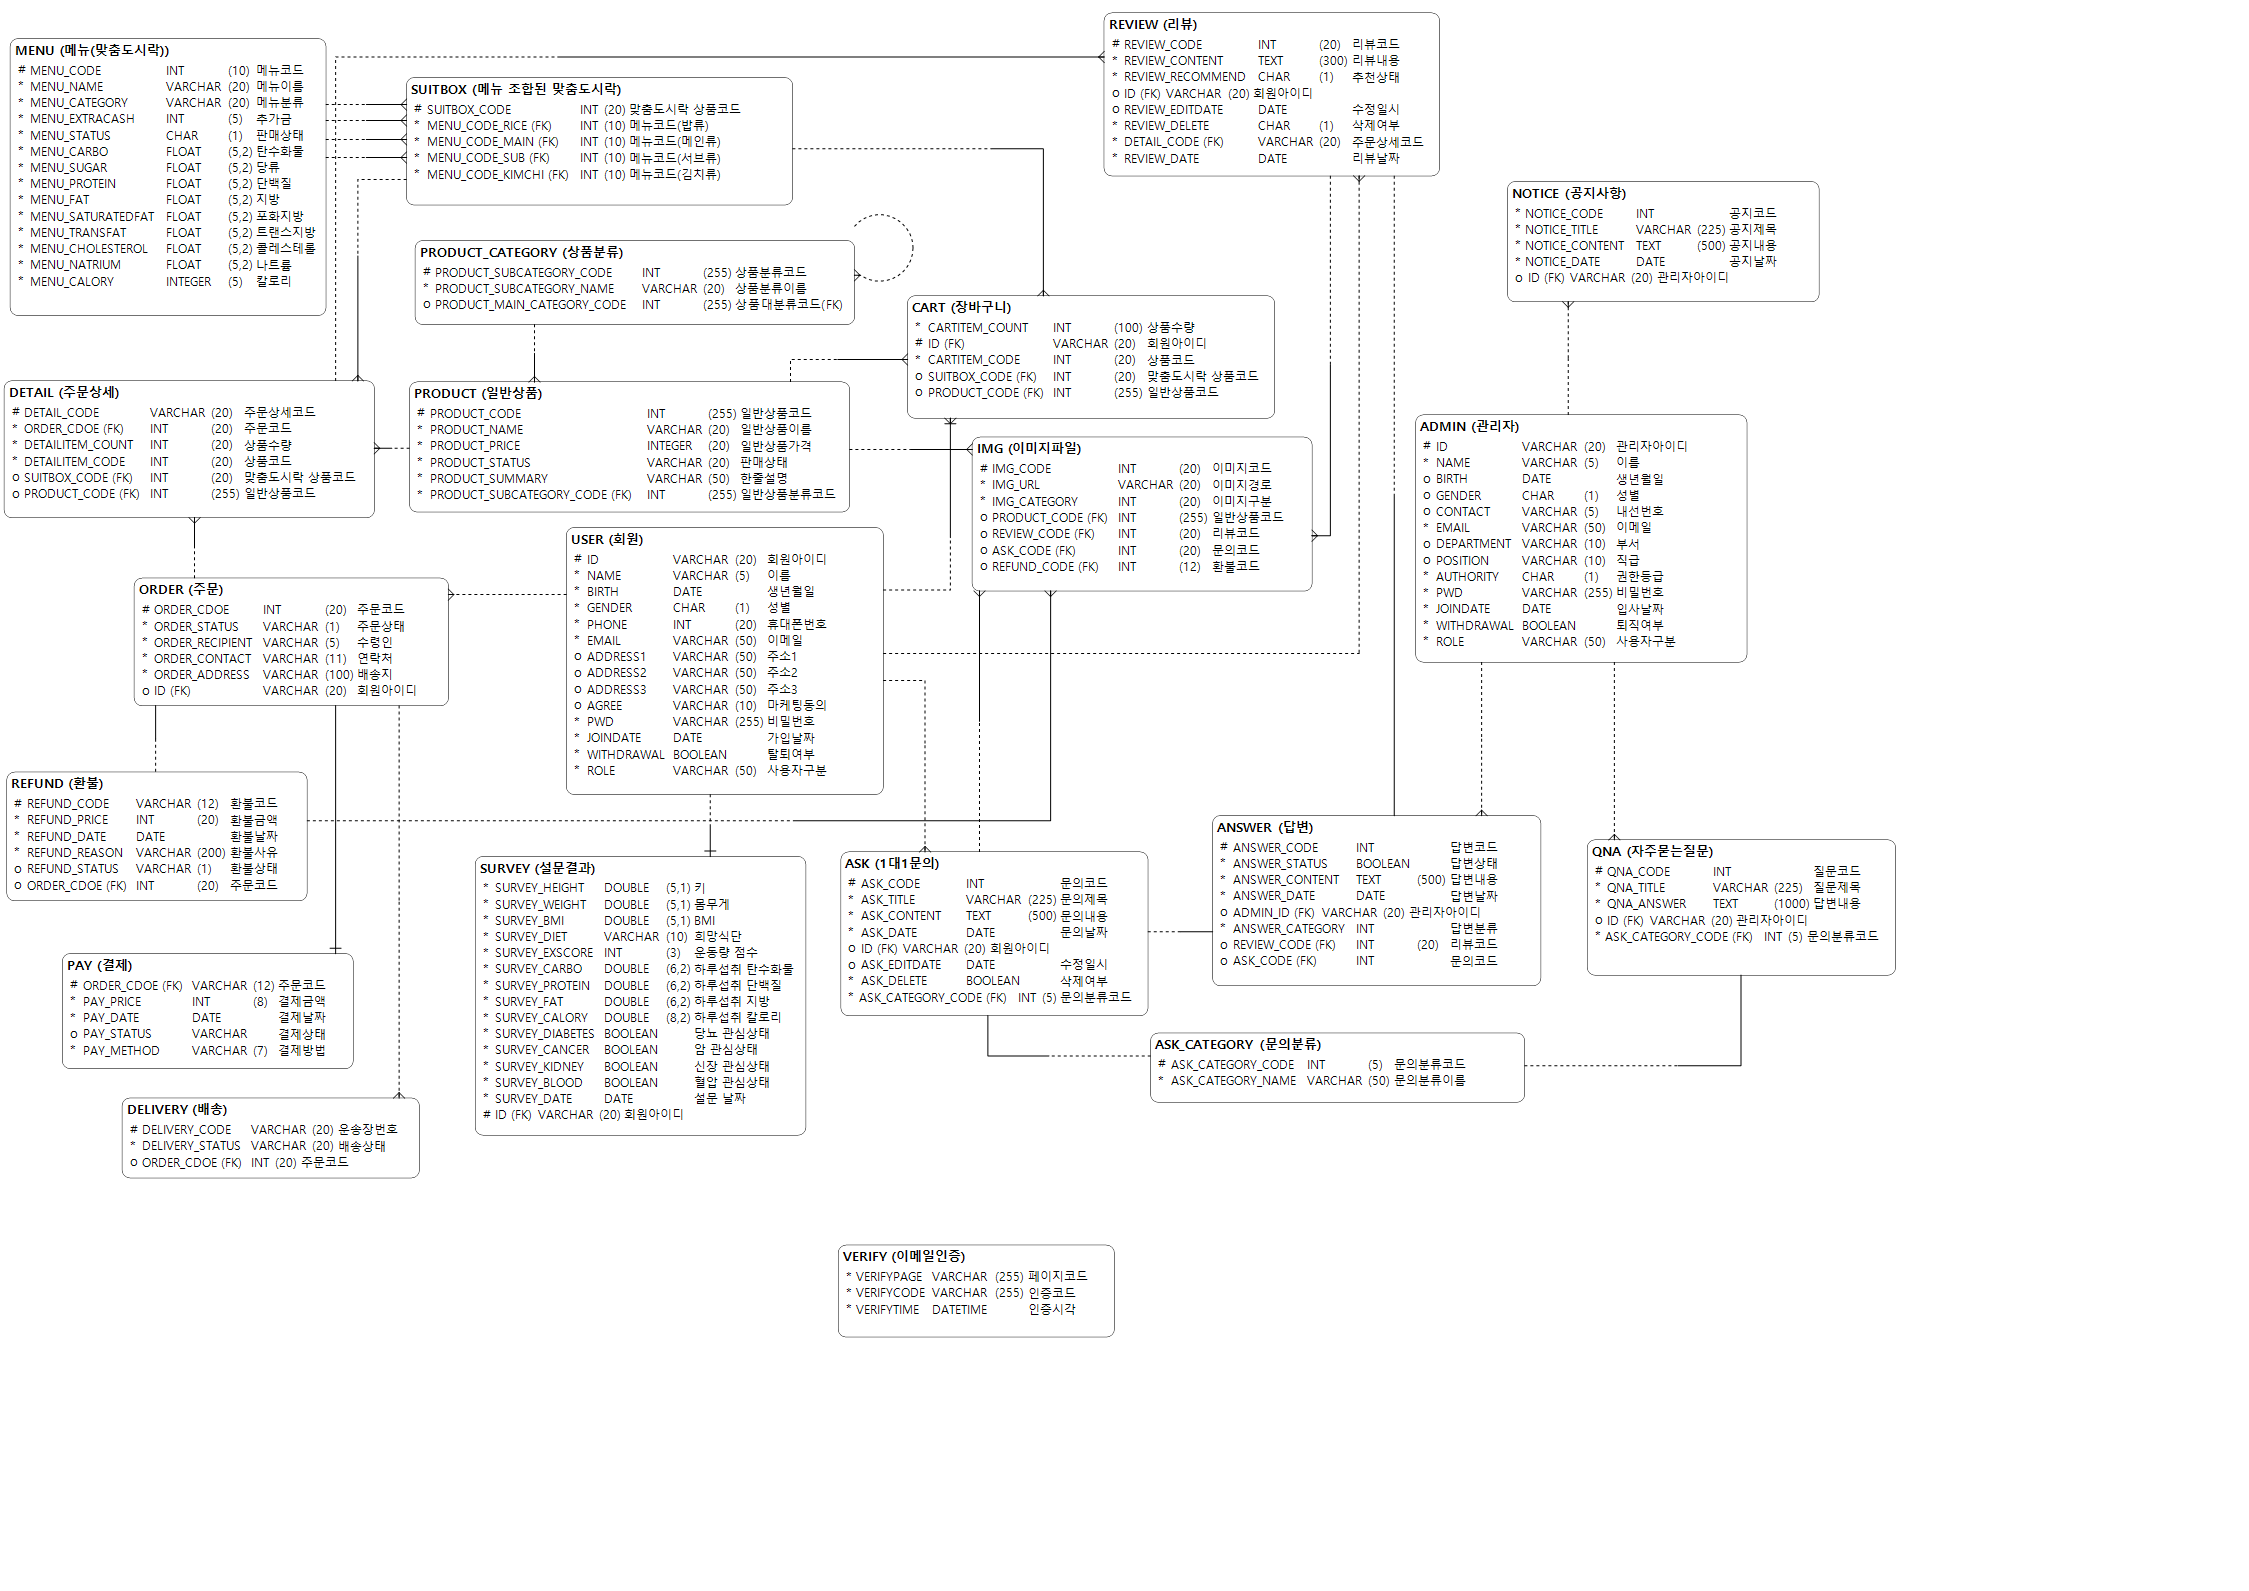 MENU (메뉴(맞춤도시락))
# MENU_CODE INT (10) 메뉴코드
* MENU_NAME VARCHAR (20) 메뉴이름
* MENU_CATEGORY VARCHAR (20) 메뉴분류
* MENU_EXTRACASH INT (5) 추가금
* MENU_STATUS CHAR (1) 판매상태
* MENU_CARBO FLOAT (5,2) 탄수화물
* MENU_SUGAR FLOAT (5,2) 당류
* MENU_PROTEIN FLOAT (5,2) 단백질
* MENU_FAT FLOAT (5,2) 지방
* MENU_SATURATEDFAT FLOAT (5,2) 포화지방
* MENU_TRANSFAT FLOAT (5,2) 트랜스지방
* MENU_CHOLESTEROL FLOAT (5,2) 콜레스테롤
* MENU_NATRIUM FLOAT (5,2) 나트륨
* MENU_CALORY INTEGER (5) 칼로리
SUITBOX (메뉴 조합된 맞춤도시락)
# SUITBOX_CODE INT (20) 맞춤도시락 상품코드
* MENU_CODE_RICE (FK) INT (10) 메뉴코드(밥류)
* MENU_CODE_MAIN (FK) INT (10) 메뉴코드(메인류)
* MENU_CODE_SUB (FK) INT (10) 메뉴코드(서브류)
* MENU_CODE_KIMCHI (FK) INT (10) 메뉴코드(김치류)
REVIEW (리뷰)
# REVIEW_CODE INT (20) 리뷰코드
* REVIEW_CONTENT TEXT (300) 리뷰내용
* REVIEW_RECOMMEND CHAR (1) 추천상태
o ID (FK) VARCHAR (20) 회원아이디
o REVIEW_EDITDATE DATE 수정일시
* REVIEW_DELETE CHAR (1) 삭제여부
* DETAIL_CODE (FK) VARCHAR (20) 주문상세코드
* REVIEW_DATE DATE 리뷰날짜
NOTICE (공지사항)
* NOTICE_CODE INT 공지코드
* NOTICE_TITLE VARCHAR (225) 공지제목
* NOTICE_CONTENT TEXT (500) 공지내용
* NOTICE_DATE DATE 공지날짜
o ID (FK) VARCHAR (20) 관리자아이디
PRODUCT_CATEGORY (상품분류)
# PRODUCT_SUBCATEGORY_CODE INT (255) 상품분류코드
* PRODUCT_SUBCATEGORY_NAME VARCHAR (20) 상품분류이름
o PRODUCT_MAIN_CATEGORY_CODE INT (255) 상품대분류코드(FK)
CART (장바구니)
* CARTITEM_COUNT INT (100) 상품수량
# ID (FK) VARCHAR (20) 회원아이디
* CARTITEM_CODE INT (20) 상품코드
o SUITBOX_CODE (FK) INT (20) 맞춤도시락 상품코드
o PRODUCT_CODE (FK) INT (255) 일반상품코드
DETAIL (주문상세)
# DETAIL_CODE VARCHAR (20) 주문상세코드
* ORDER_CDOE (FK) INT (20) 주문코드
* DETAILITEM_COUNT INT (20) 상품수량
* DETAILITEM_CODE INT (20) 상품코드
o SUITBOX_CODE (FK) INT (20) 맞춤도시락 상품코드
o PRODUCT_CODE (FK) INT (255) 일반상품코드
PRODUCT (일반상품)
# PRODUCT_CODE INT (255) 일반상품코드
* PRODUCT_NAME VARCHAR (20) 일반상품이름
* PRODUCT_PRICE INTEGER (20) 일반상품가격
* PRODUCT_STATUS VARCHAR (20) 판매상태
* PRODUCT_SUMMARY VARCHAR (50) 한줄설명
* PRODUCT_SUBCATEGORY_CODE (FK) INT (255) 일반상품분류코드
IMG (이미지파일)
# IMG_CODE INT (20) 이미지코드
* IMG_URL VARCHAR (20) 이미지경로
* IMG_CATEGORY INT (20) 이미지구분
o PRODUCT_CODE (FK) INT (255) 일반상품코드
o REVIEW_CODE (FK) INT (20) 리뷰코드
o ASK_CODE (FK) INT (20) 문의코드
o REFUND_CODE (FK) INT (12) 환불코드
ADMIN (관리자)
# ID VARCHAR (20) 관리자아이디
* NAME VARCHAR (5) 이름
o BIRTH DATE 생년월일
o GENDER CHAR (1) 성별
o CONTACT VARCHAR (5) 내선번호
* EMAIL VARCHAR (50) 이메일
o DEPARTMENT VARCHAR (10) 부서
o POSITION VARCHAR (10) 직급
* AUTHORITY CHAR (1) 권한등급
* PWD VARCHAR (255) 비밀번호
* JOINDATE DATE 입사날짜
* WITHDRAWAL BOOLEAN 퇴직여부
* ROLE VARCHAR (50) 사용자구분
USER (회원)
# ID VARCHAR (20) 회원아이디
* NAME VARCHAR (5) 이름
* BIRTH DATE 생년월일
* GENDER CHAR (1) 성별
* PHONE INT (20) 휴대폰번호
* EMAIL VARCHAR (50) 이메일
o ADDRESS1 VARCHAR (50) 주소1
o ADDRESS2 VARCHAR (50) 주소2
o ADDRESS3 VARCHAR (50) 주소3
o AGREE VARCHAR (10) 마케팅동의
* PWD VARCHAR (255) 비밀번호
* JOINDATE DATE 가입날짜
* WITHDRAWAL BOOLEAN 탈퇴여부
* ROLE VARCHAR (50) 사용자구분
ORDER (주문)
# ORDER_CDOE INT (20) 주문코드
* ORDER_STATUS VARCHAR (1) 주문상태
* ORDER_RECIPIENT VARCHAR (5) 수령인
* ORDER_CONTACT VARCHAR (11) 연락처
* ORDER_ADDRESS VARCHAR (100) 배송지
o ID (FK) VARCHAR (20) 회원아이디
REFUND (환불)
# REFUND_CODE VARCHAR (12) 환불코드
* REFUND_PRICE INT (20) 환불금액
* REFUND_DATE DATE 환불날짜
* REFUND_REASON VARCHAR (200) 환불사유
o REFUND_STATUS VARCHAR (1) 환불상태
o ORDER_CDOE (FK) INT (20) 주문코드
SURVEY (설문결과)
* SURVEY_HEIGHT DOUBLE (5,1) 키
* SURVEY_WEIGHT DOUBLE (5,1) 몸무게
* SURVEY_BMI DOUBLE (5,1) BMI
* SURVEY_DIET VARCHAR (10) 희망식단
* SURVEY_EXSCORE INT (3) 운동량 점수
* SURVEY_CARBO DOUBLE (6,2) 하루섭취 탄수화물
* SURVEY_PROTEIN DOUBLE (6,2) 하루섭취 단백질
* SURVEY_FAT DOUBLE (6,2) 하루섭취 지방
* SURVEY_CALORY DOUBLE (8,2) 하루섭취 칼로리
* SURVEY_DIABETES BOOLEAN 당뇨 관심상태
* SURVEY_CANCER BOOLEAN 암 관심상태
* SURVEY_KIDNEY BOOLEAN 신장 관심상태
* SURVEY_BLOOD BOOLEAN 혈압 관심상태
* SURVEY_DATE DATE 설문 날짜
# ID (FK) VARCHAR (20) 회원아이디
ASK (1대1문의)
# ASK_CODE INT 문의코드
* ASK_TITLE VARCHAR (225) 문의제목
* ASK_CONTENT TEXT (500) 문의내용
* ASK_DATE DATE 문의날짜
o ID (FK) VARCHAR (20) 회원아이디
o ASK_EDITDATE DATE 수정일시
* ASK_DELETE BOOLEAN 삭제여부
* ASK_CATEGORY_CODE (FK) INT (5) 문의분류코드
ANSWER (답변)
# ANSWER_CODE INT 답변코드
* ANSWER_STATUS BOOLEAN 답변상태
* ANSWER_CONTENT TEXT (500) 답변내용
* ANSWER_DATE DATE 답변날짜
o ADMIN_ID (FK) VARCHAR (20) 관리자아이디
* ANSWER_CATEGORY INT 답변분류
o REVIEW_CODE (FK) INT (20) 리뷰코드
o ASK_CODE (FK) INT 문의코드
QNA (자주묻는질문)
# QNA_CODE INT 질문코드
* QNA_TITLE VARCHAR (225) 질문제목
* QNA_ANSWER TEXT (1000) 답변내용
o ID (FK) VARCHAR (20) 관리자아이디
* ASK_CATEGORY_CODE (FK) INT (5) 문의분류코드
PAY (결제)
# ORDER_CDOE (FK) VARCHAR (12) 주문코드
* PAY_PRICE INT (8) 결제금액
* PAY_DATE DATE 결제날짜
o PAY_STATUS VARCHAR 결제상태
* PAY_METHOD VARCHAR (7) 결제방법
ASK_CATEGORY (문의분류)
# ASK_CATEGORY_CODE INT (5) 문의분류코드
* ASK_CATEGORY_NAME VARCHAR (50) 문의분류이름
DELIVERY (배송)
# DELIVERY_CODE VARCHAR (20) 운송장번호
* DELIVERY_STATUS VARCHAR (20) 배송상태
o ORDER_CDOE (FK) INT (20) 주문코드
VERIFY (이메일인증)
* VERIFYPAGE VARCHAR (255) 페이지코드
* VERIFYCODE VARCHAR (255) 인증코드
* VERIFYTIME DATETIME 인증시각